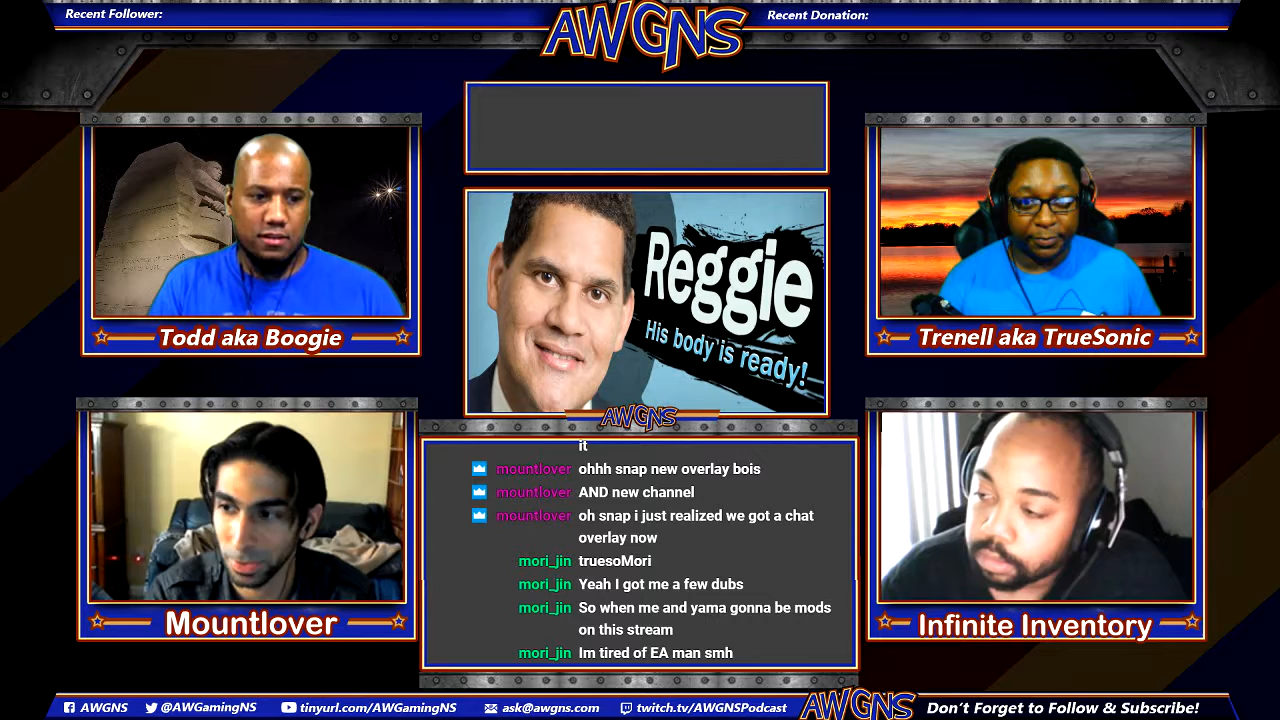 Recent Follower:
AWGNS
Recent Donation:
Todd aka Boogie
Reggie
His body is ready!
Trenell aka TrueSonic
AWGNS
it
mountlover ohhh snap new overlay bois
mountlover AND new channel
mountlover oh snap i just realized we got a chat
overlay now
mori_jin truesoMori
mori_jin Yeah I got me a few dubs
mori_jin So when me and yama gonna be mods
on this stream
mori_jin Im tired of EA man smh
Mountlover
Infinite Inventory
AWGNS
@AWGamingNS
tinyurl.com/AWGamingNS
ask@awgns.com
twitch.tv/AWGNSPodcast
AWGNS
Don't Forget to Follow & Subscribe!